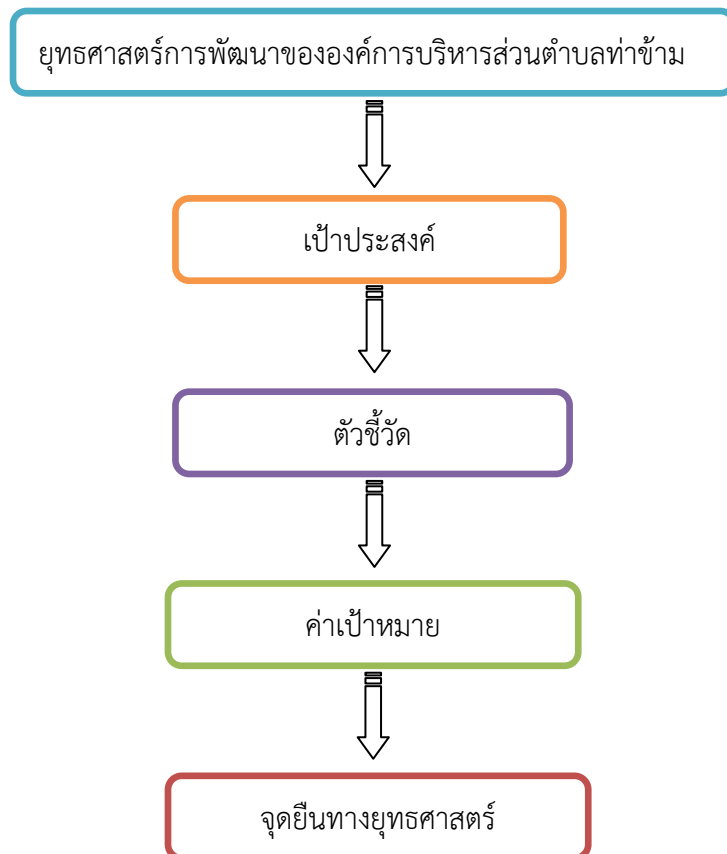 ยุทธศาสตร์การพัฒนาขององค์การบริหารส่วนตำบลท่าข้าม
เป้าประสงค์
ตัวชี้วัด
ค่าเป้าหมาย
จุดยืนทางยุทธศาสตร์